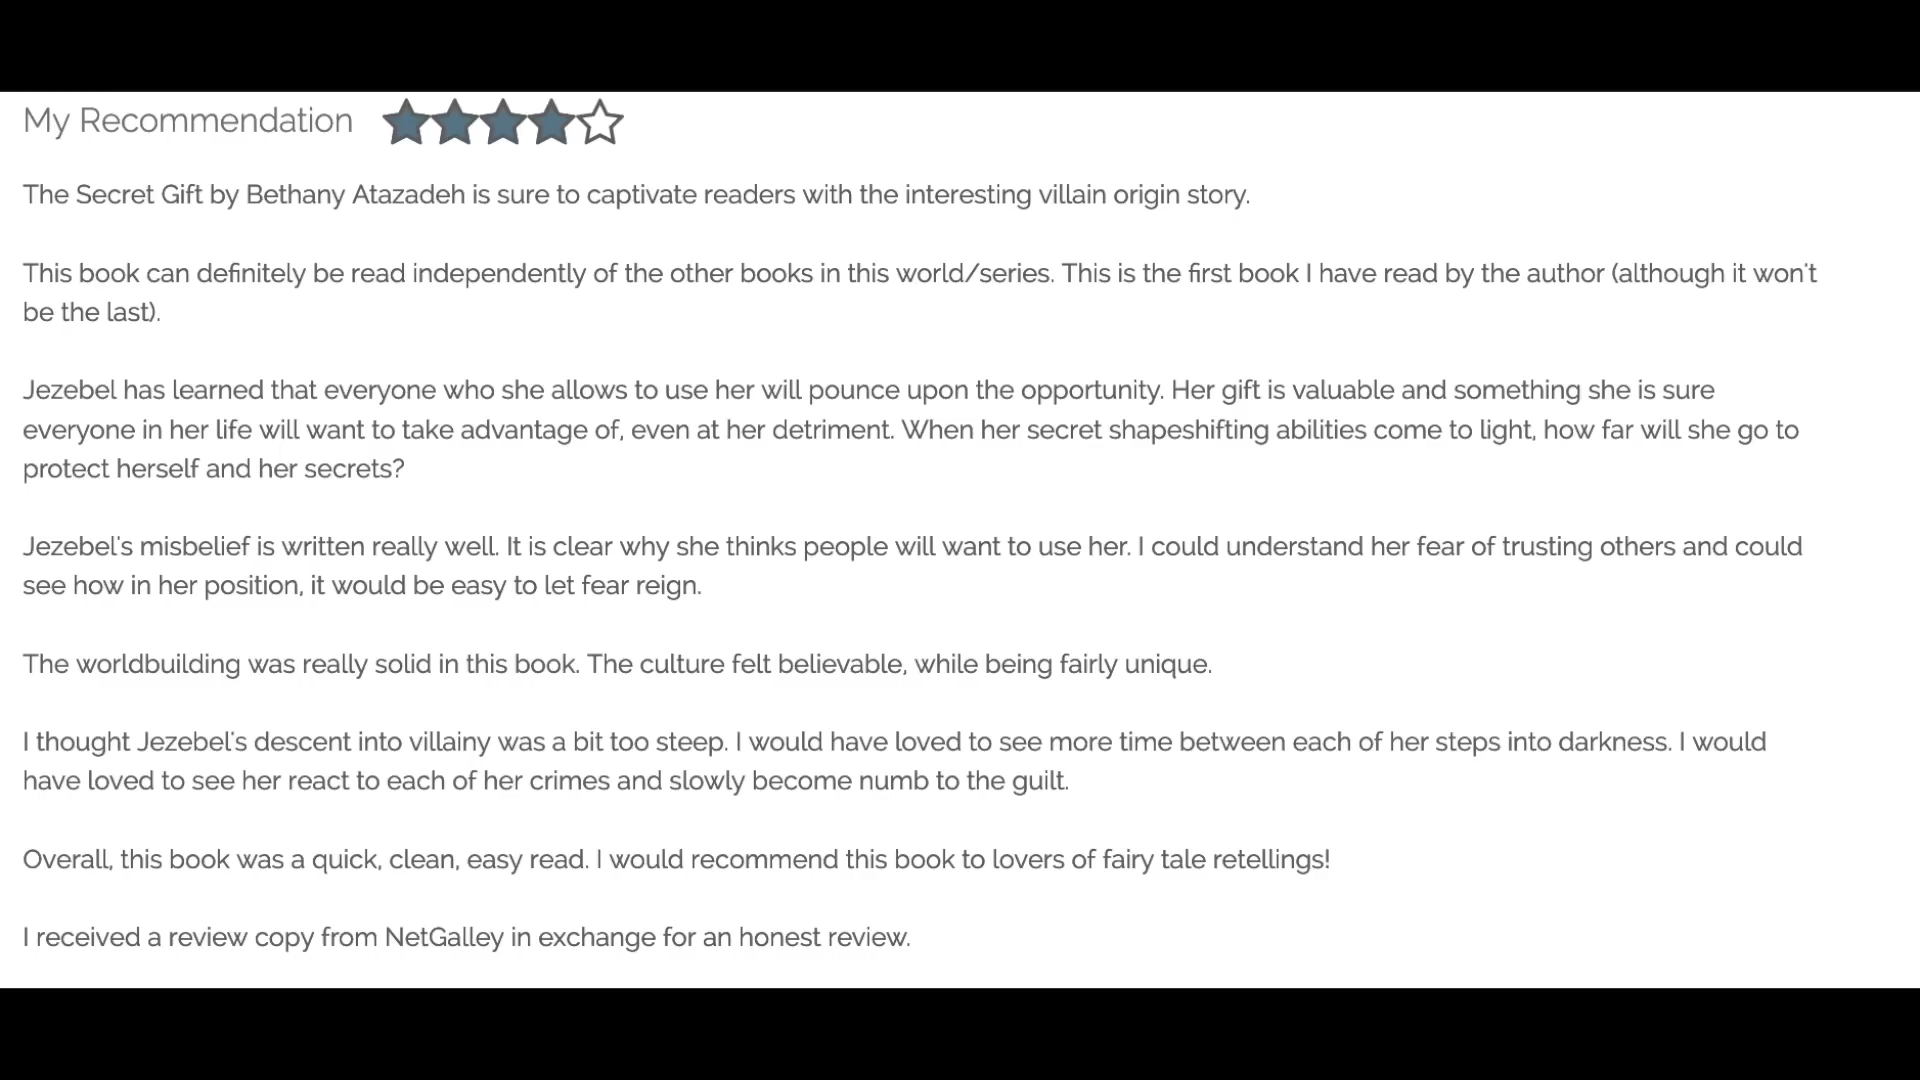 My Recommendation
The Secret Gift by Bethany Atazadeh is sure to captivate readers with the interesting villain origin story.
This book can definitely be read independently of the other books in this world/series. This is the first book I have read by the author (although it won't
be the last).
Jezebel has learned that everyone who she allows to use her will pounce upon the opportunity. Her gift is valuable and something she is sure
everyone in her life will want to take advantage of, even at her detriment. When her secret shapeshifting abilities come to light, how far will she go to
protect herself and her secrets?
Jezebel's misbelief is written really well. It is clear why she thinks people will want to use her. I could understand her fear of trusting others and could
see how in her position, it would be easy to let fear reign.
The worldbuilding was really solid in this book. The culture felt believable, while being fairly unique.
I thought Jezebel's descent into villainy was a bit too steep. I would have loved to see more time between each of her steps into darkness. I would
have loved to see her react to each of her crimes and slowly become numb to the guilt.
Overall, this book was a quick, clean, easy read. I would recommend this book to lovers of fairy tale retellings!
I received a review copy from NetGalley in exchange for an honest review.